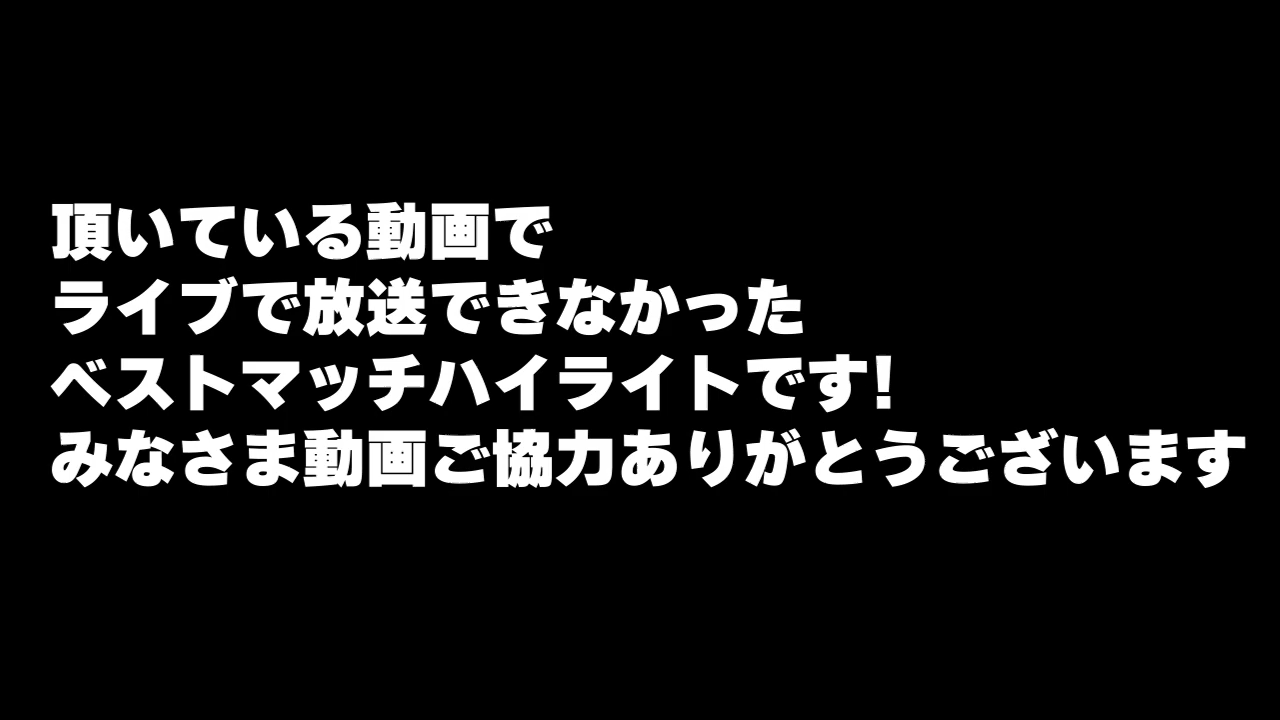 頂いている動画で
ライブで放送できなかった
ベストマッチハイライトです!
みなさま動画ご協力ありがとうございます